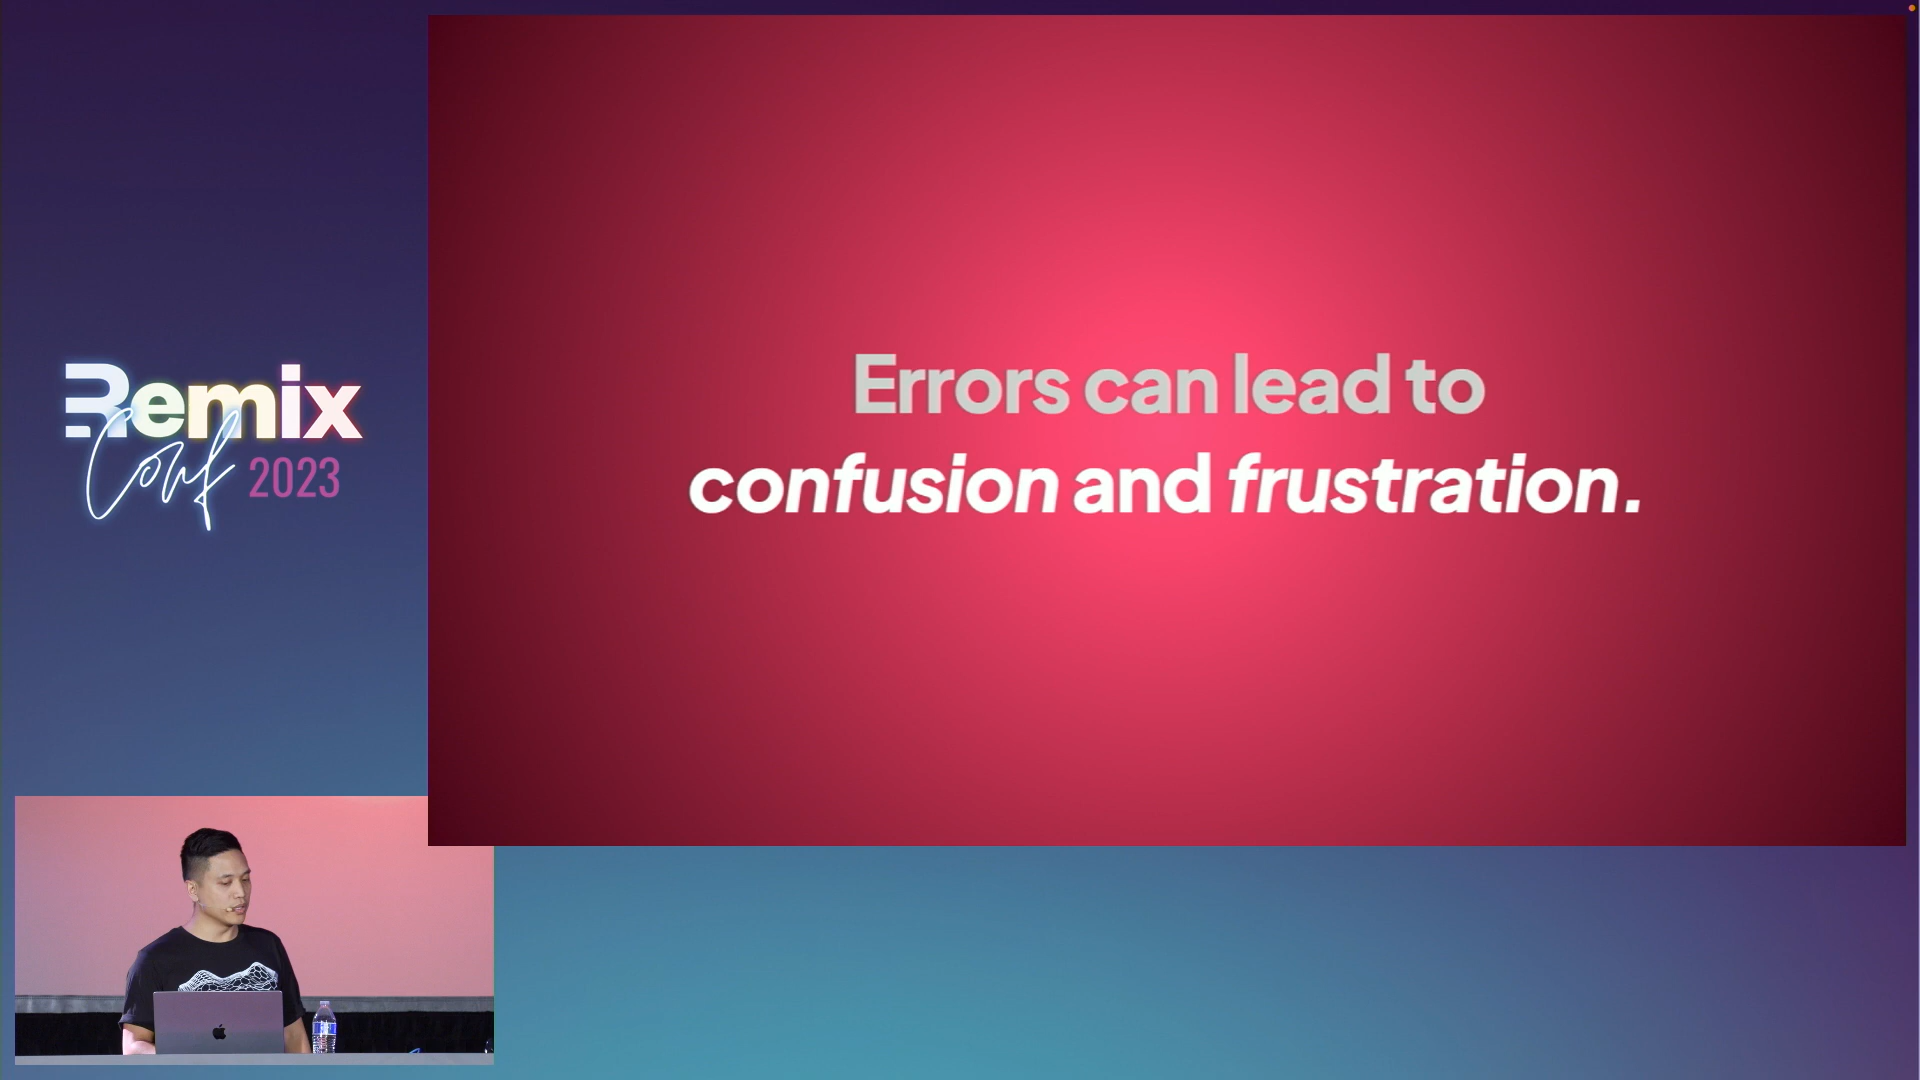 Remix
Conf 2023
Errors can lead to
confusion and frustration.